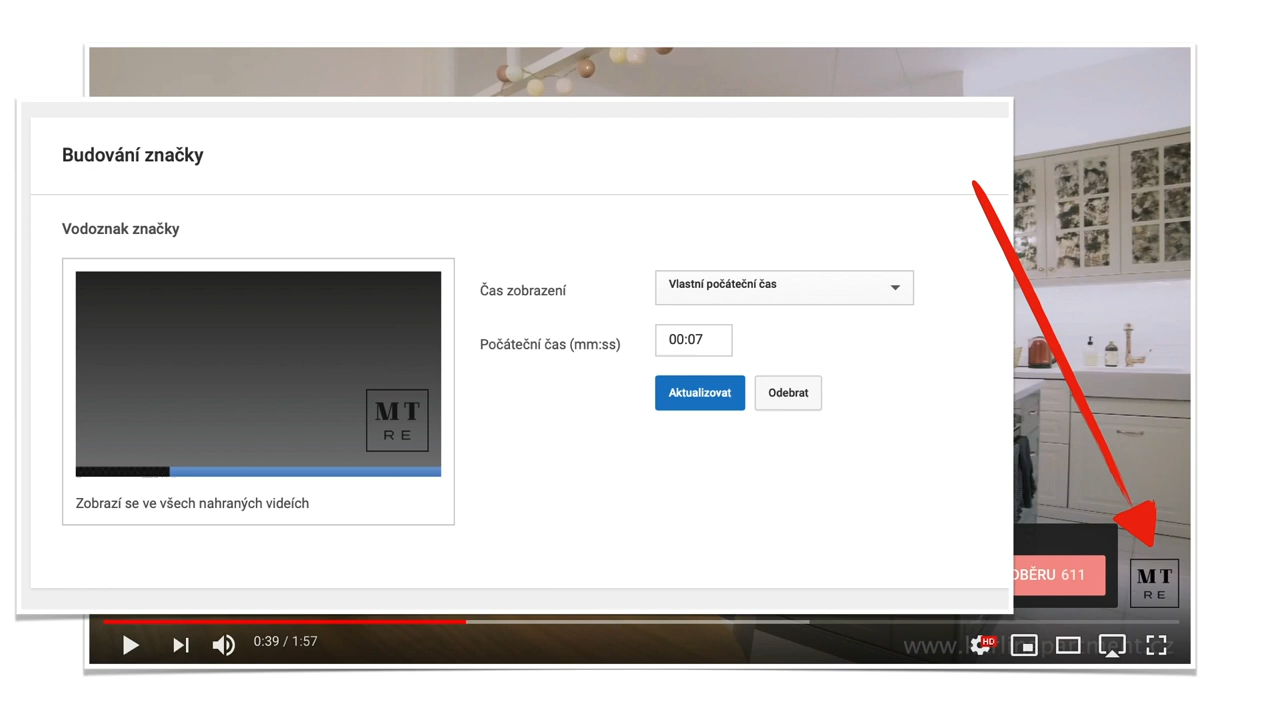 Budování značky
Vodoznak značky
MT
RE
Zobrazí se ve všech nahraných videích
Čas zobrazení
Vlastní počáteční čas
Počáteční čas (mm:ss)
00:07
Aktualizovat
Odebrat
611
MT
RE
0:39 / 1:57
HD